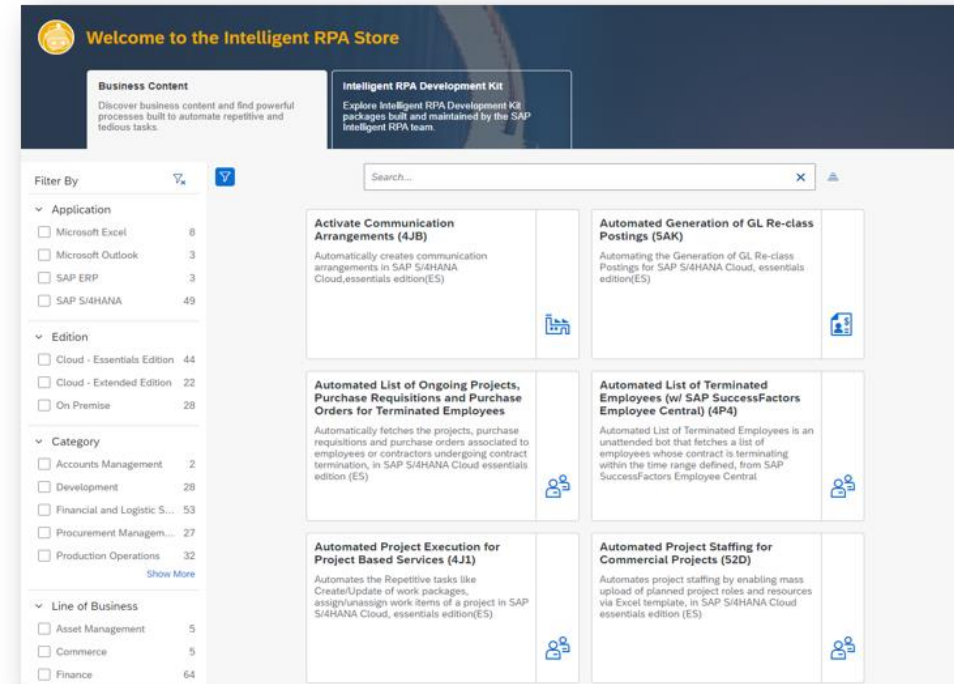 Welcome to the Intelligent RPA Store
Business Content
Discover business content and find powerful
processes built to automate repetitive and
tedious tasks.
Intelligent RPA Development Kit
Explore Intelligent RPA Development Kit
packages built and maintained by the SAP
Intelligent RPA team.
Filter By
Application
Microsoft Excel 8
Microsoft Outlook 3
SAP ERP 3
SAP S/4HANA 49
Edition
Cloud - Essentials Edition 44
Cloud - Extended Edition 22
On Premise 28
Category
Accounts Management 2
Development 28
Financial and Logistic S... 53
Procurement Managem... 27
Production Operations 32
Show More
Line of Business
Asset Management 5
Commerce 5
Finance 64
Search...
Activate Communication
Arrangements (4JB)
Automatically creates communication
arrangements in SAP S/4HANA
Cloud,essentials edition(ES)
Automated Generation of GL Re-class
Postings (5AK)
Automating the Generation of GL Re-class
Postings for SAP S/4HANA Cloud, essentials
edition(ES)
Automated List of Ongoing Projects,
Purchase Requisitions and Purchase
Orders for Terminated Employees
Automatically fetches the projects, purchase
requisitions and purchase orders associated to
employees or contractors undergoing contract
termination, in SAP S/4HANA Cloud essentials
edition (ES)
Automated List of Terminated
Employees (w/ SAP SuccessFactors
Employee Central) (4P4)
Automated List of Terminated Employees is an
unattended bot that fetches a list of
employees whose contract is terminating
within the time range defined, from SAP
SuccessFactors Employee Central
Automated Project Execution for
Project Based Services (4J1)
Automates the Repetitive tasks like
Create/Update of work packages,
assign/unassign work items of a project in SAP
S/4HANA Cloud, essentials edition(ES)
Automated Project Staffing for
Commercial Projects (52D)
Automates project staffing by enabling mass
upload of planned project roles and resources
via Excel template, in SAP S/4HANA Cloud
essentials edition (ES)